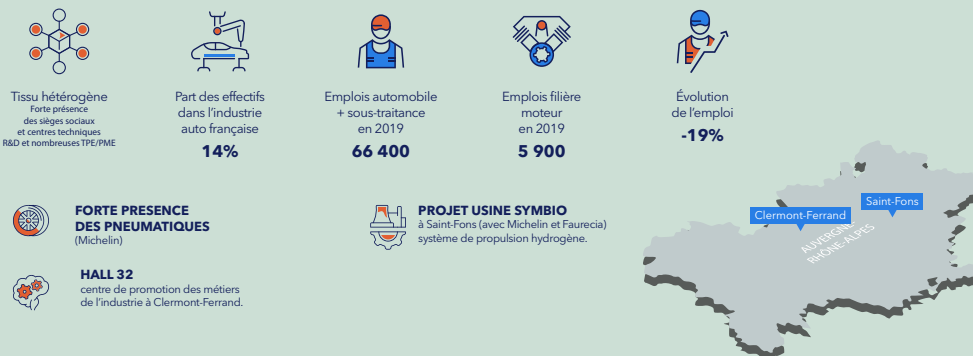 Tissu hétérogène
Forte présence
des sièges sociaux
et centres techniques
R&D et nombreuses TPE/PME
Part des effectifs
dans l'industrie
auto française
14%
Emplois automobile
+ sous-traitance
en 2019
66 400
Emplois filière
moteur
en 2019
5 900
Évolution
de l'emploi
-19%
FORTE PRESENCE
DES PNEUMATIQUES
(Michelin)
PROJET USINE SYMBIO
à Saint-Fons (avec Michelin et Faurecia)
système de propulsion hydrogène.
HALL 32
centre de promotion des métiers
de l'industrie à Clermont-Ferrand.
Saint-Fons
Clermont-Ferrand
AUVERGNE
RHÔNE-ALPES